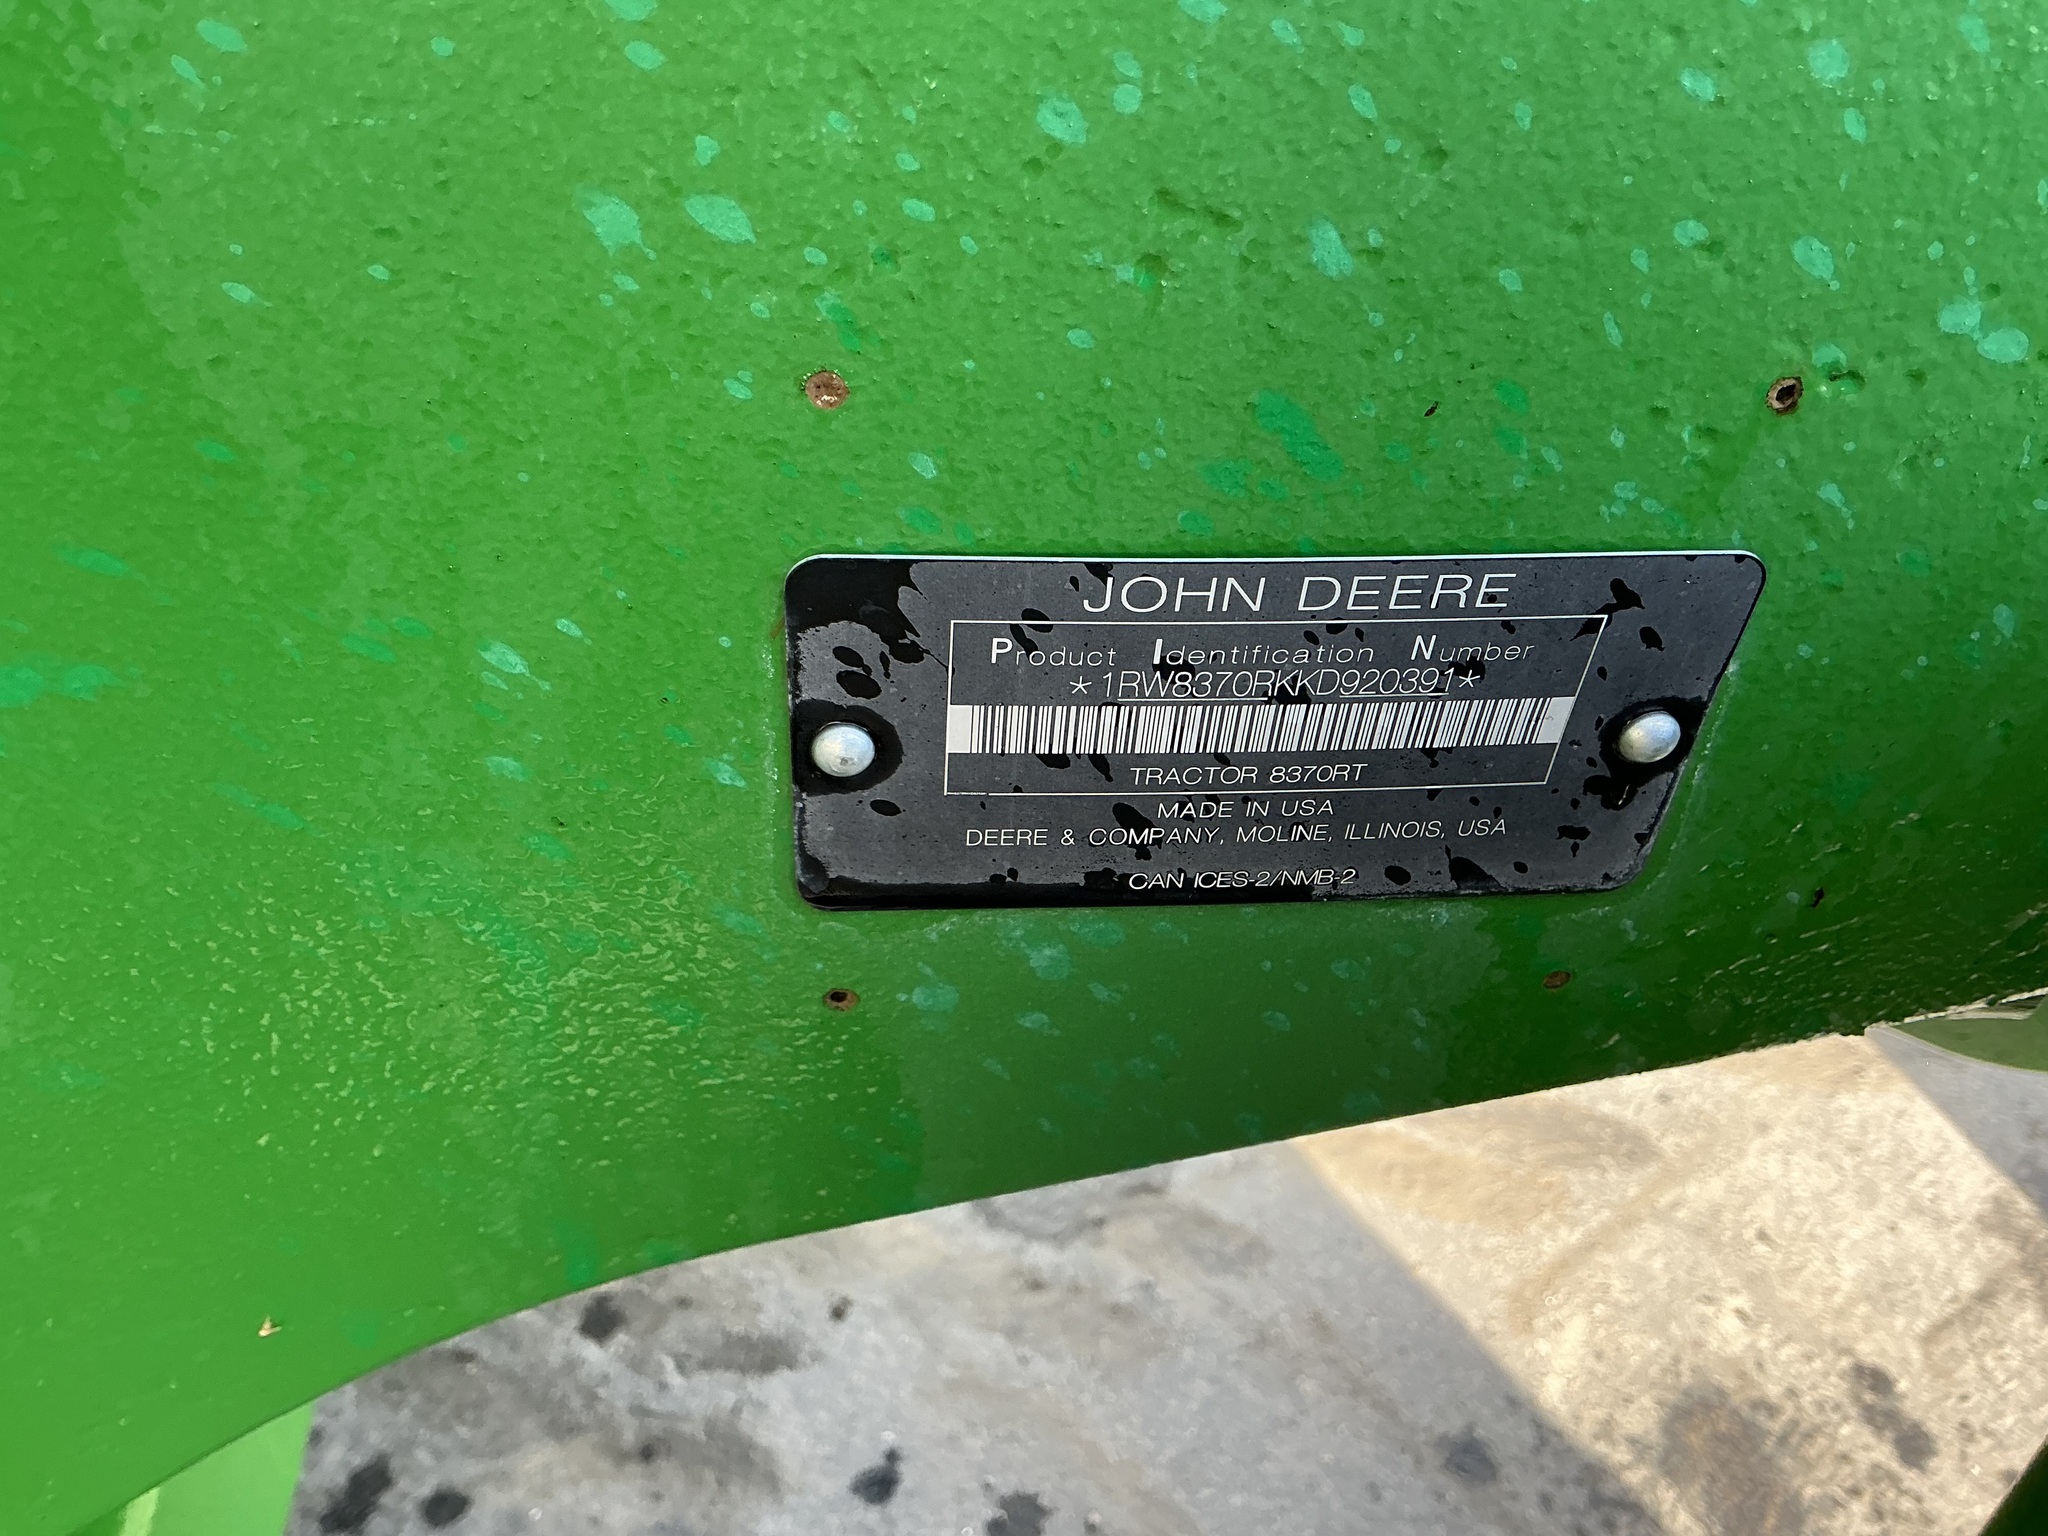 JOHN DEERE
Product Identification Number
*1RW8370RKKD920391*
TRACTOR 8370RT
MADE IN USA
DEERE & COMPANY, MOLINE, ILLINOIS, USA
CAN ICES-2/NMB-2